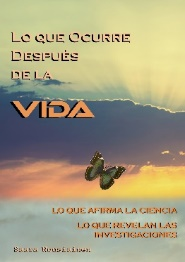 LO QUE OCURRE
DESPUÉS
DE LA
VIDA
LO QUE AFIRMA LA CIENCIA
LO QUE REVELAN LAS
INVESTIGACIONES